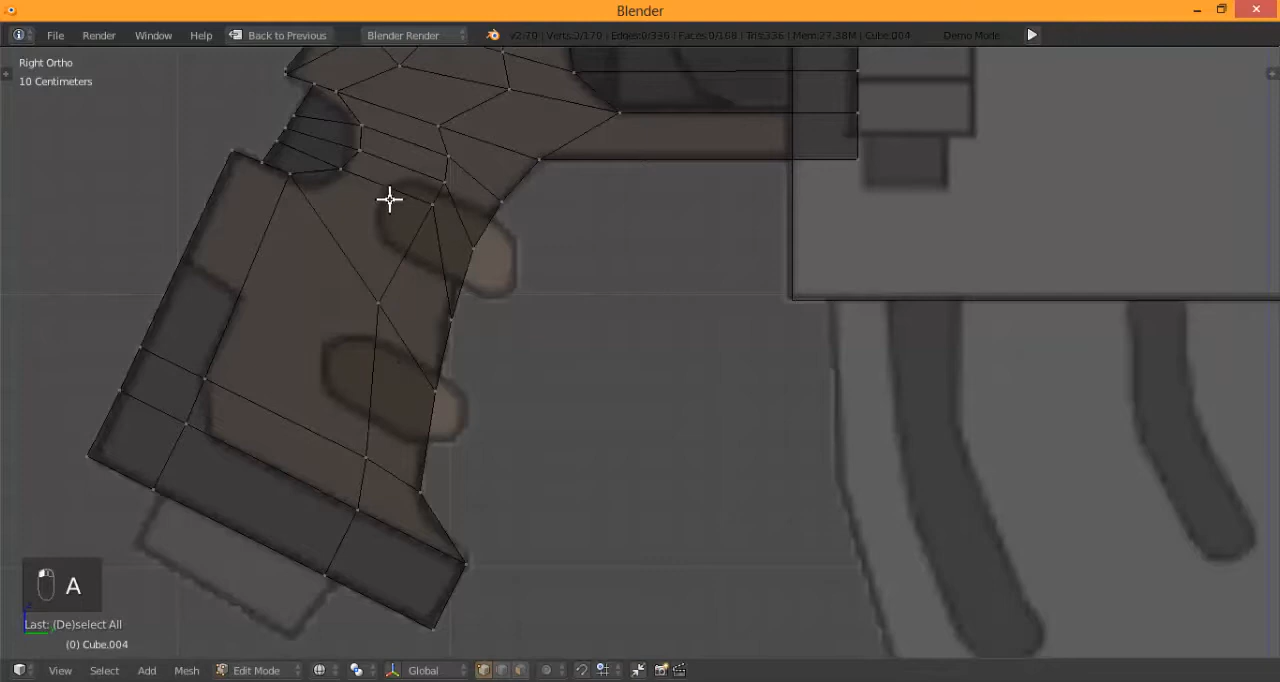 Blender
File Render Window Help Back to Previous Blender Render v2.70 | Verts:0/170 | Edges:0/336 | Faces:0/168 | Tris:336 | Mem:27.38M | Cube.004 Demo Mode
Right Ortho
10 Centimeters
A
Last: (De)select All
(0) Cube.004
View Select Add Mesh Edit Mode Global